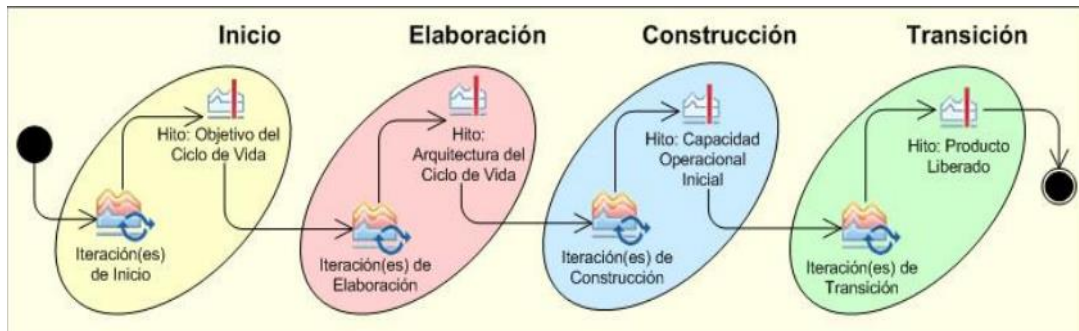 Inicio
Elaboración
Construcción
Transición
Hito: Objetivo del
Ciclo de Vida
Iteración(es)
de Inicio
Hito:
Arquitectura del
Ciclo de Vida
Iteración(es) de
Elaboración
Hito: Capacidad
Operacional
Inicial
Iteración(es) de
Construcción
Hito: Producto
Liberado
Iteración(es) de
Transición